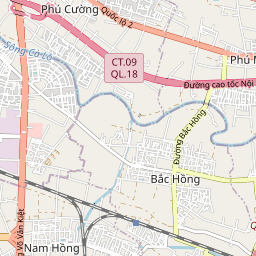 Phú Cường
Quốc lộ 2
Sông Cà Lồ
CT.09
QL.18
Phú M
Đường cao tốc Nội
Đường Bắc Hồng
Bắc Hồng
Võ Văn Kiệt
Nam Hồng